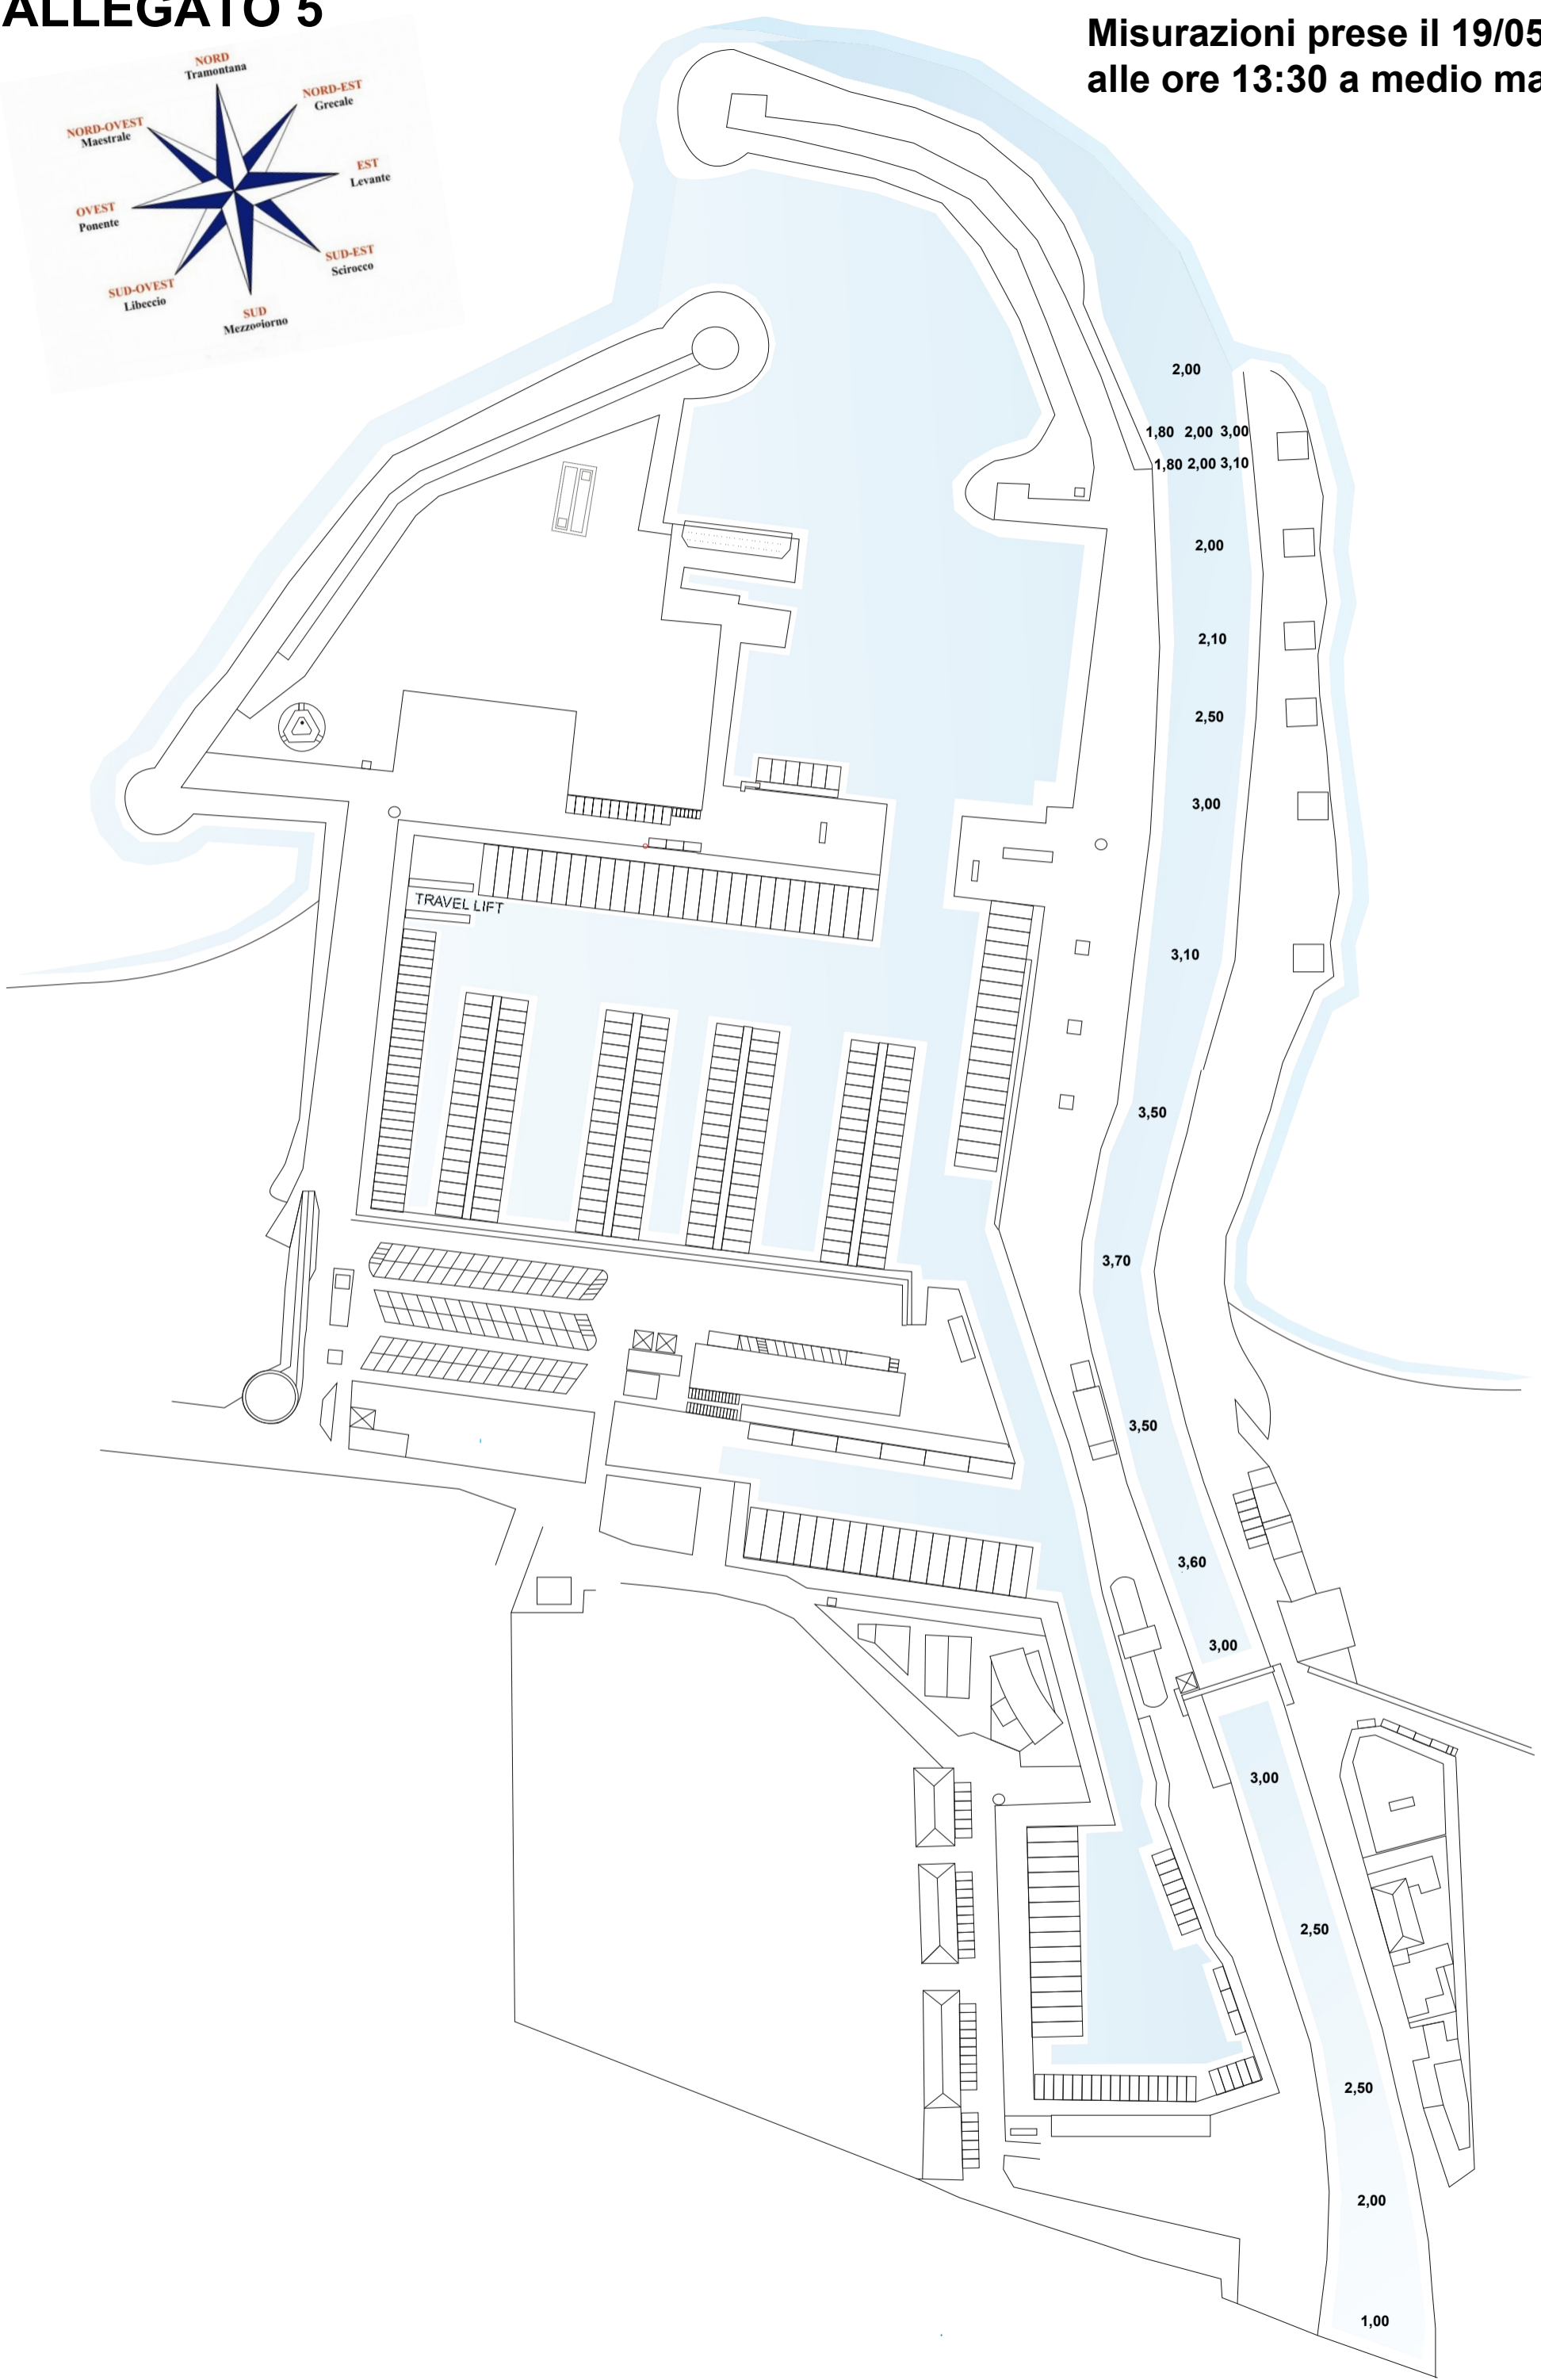 ALLEGATO 5
Misurazioni prese il 19/05
alle ore 13:30 a medio ma
NORD
Tramontana
NORD-EST
Grecale
NORD-OVEST
Maestrale
EST
Levante
OVEST
Ponente
SUD-EST
Scirocco
SUD-OVEST
Libeccio
SUD
Mezzogiorno
2,00
1,80 2,00 3,00
1,80 2,00 3,10
2,00
2,10
2,50
3,00
TRAVEL LIFT
3,10
3,50
3,70
3,50
3,60
3,00
3,00
2,50
2,50
2,00
1,00